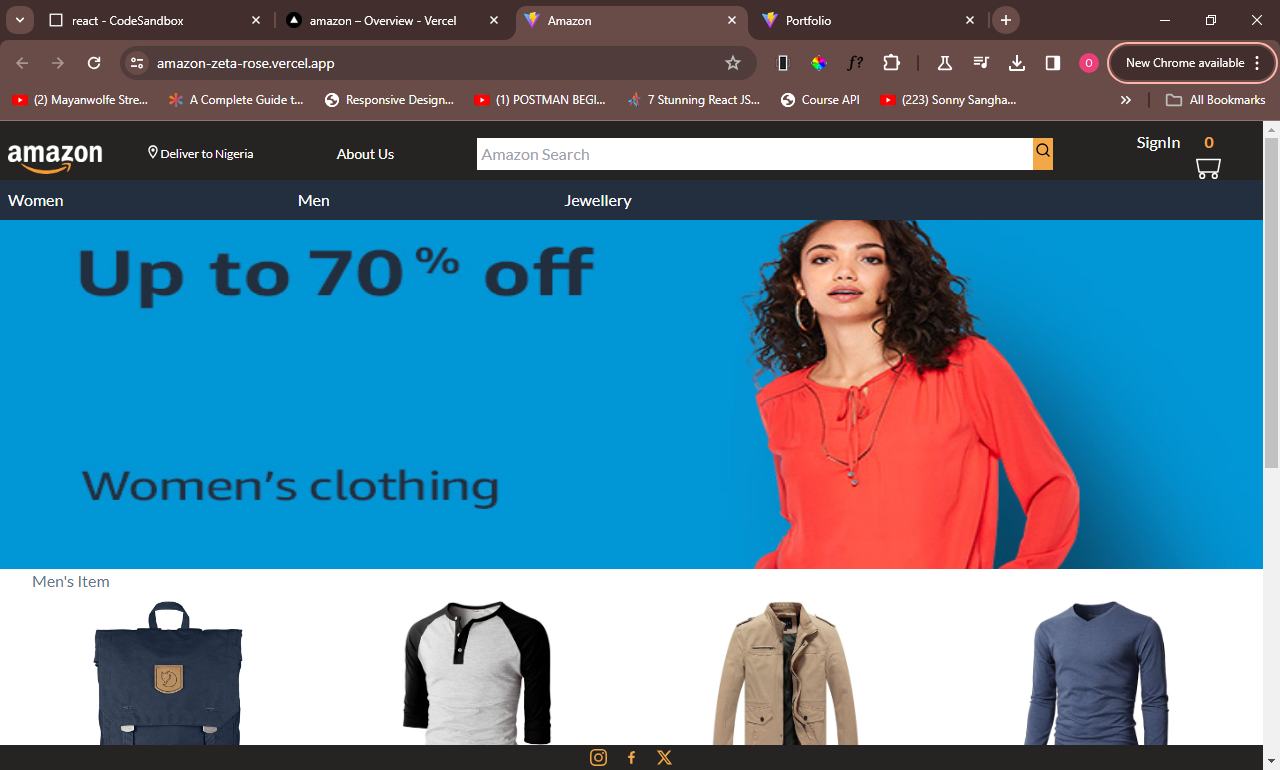 react - CodeSandbox
amazon – Overview - Vercel
Amazon
Portfolio
amazon-zeta-rose.vercel.app
f?
0
New Chrome available
(2) Mayanwolfe Stre...
A Complete Guide t...
Responsive Design...
(1) POSTMAN BEGI...
7 Stunning React JS...
Course API
(223) Sonny Sangha...
All Bookmarks
amazon
Deliver to Nigeria
About Us
Amazon Search
SignIn
0
Women
Men
Jewellery
Up to 70% off
Women's clothing
Men's Item